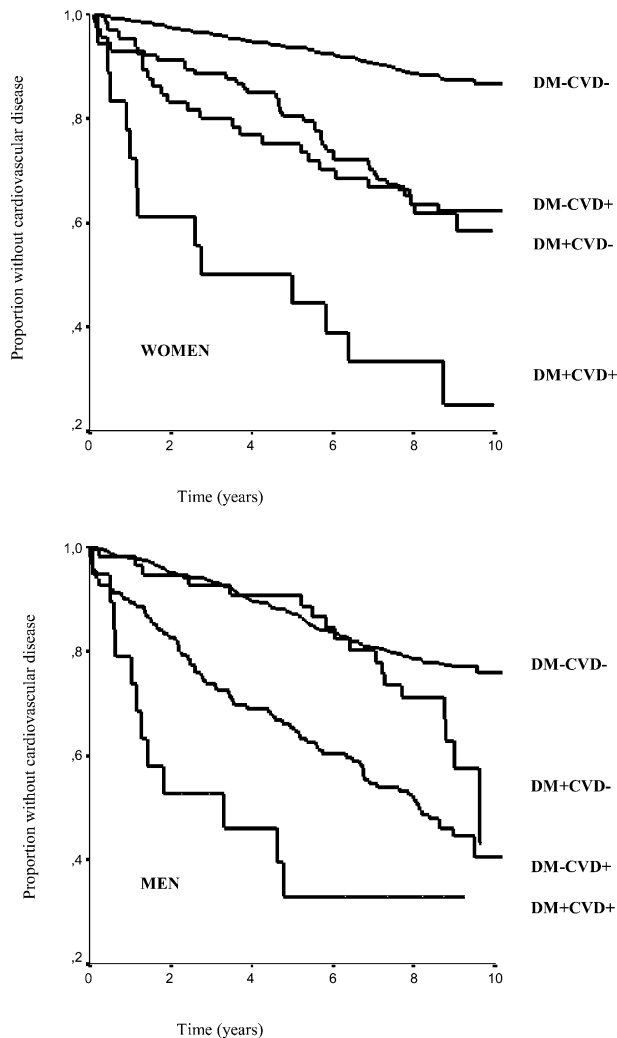 1,0
,8
,6
,4
,2
0 2 4 6 8 10
Proportion without cardiovascular disease
Time (years)
WOMEN
DM-CVD-
DM-CVD+
DM+CVD-
DM+CVD+
1,0
,8
,6
,4
,2
0 2 4 6 8 10
Proportion without cardiovascular disease
Time (years)
MEN
DM-CVD-
DM+CVD-
DM-CVD+
DM+CVD+